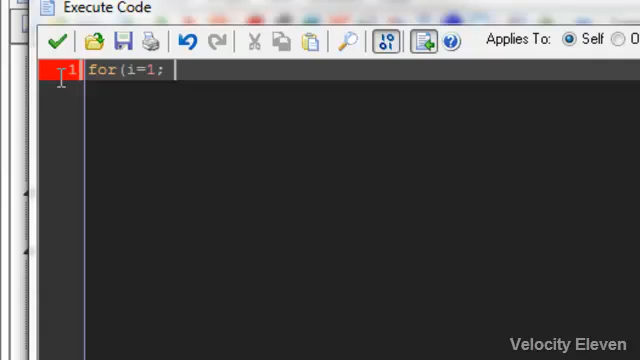 Execute Code
Applies To: Self
1 for(i=1;
Velocity Eleven